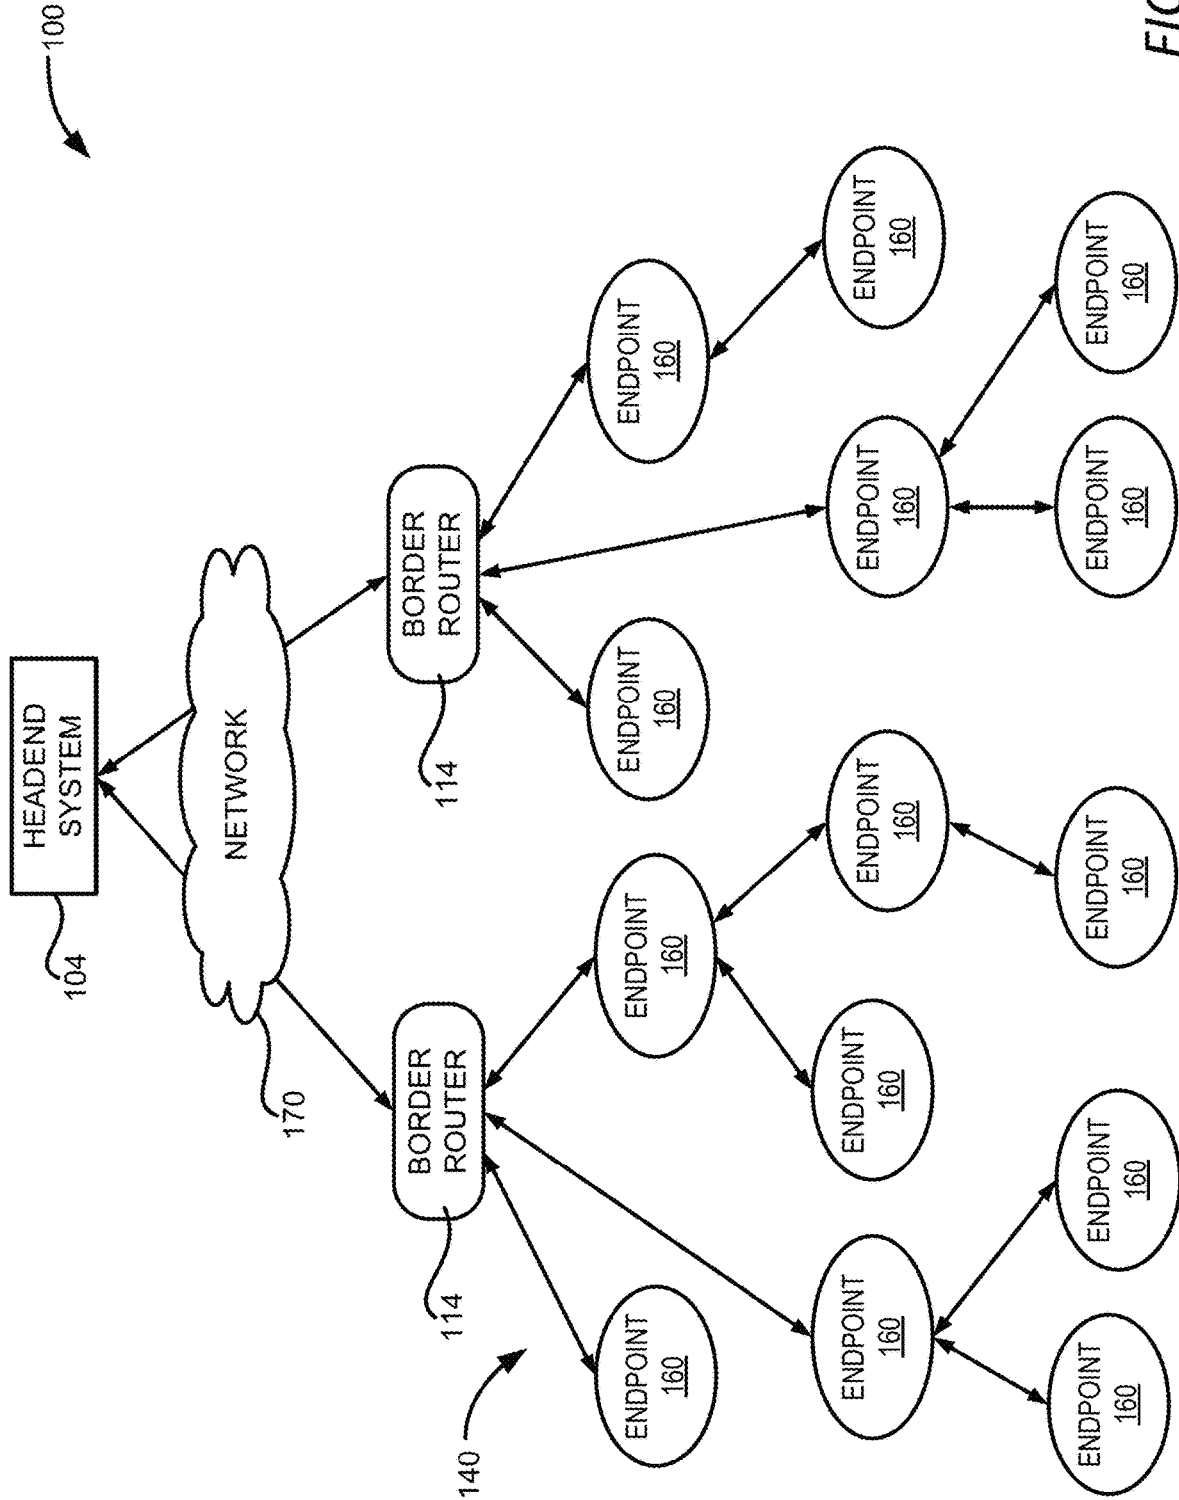 100
HEADEND
SYSTEM
104
NETWORK
170
BORDER
ROUTER
114
BORDER
ROUTER
114
140
ENDPOINT
160
ENDPOINT
160
ENDPOINT
160
ENDPOINT
160
ENDPOINT
160
ENDPOINT
160
ENDPOINT
160
ENDPOINT
160
ENDPOINT
160
ENDPOINT
160
ENDPOINT
160
ENDPOINT
160
ENDPOINT
160
ENDPOINT
160
FIG